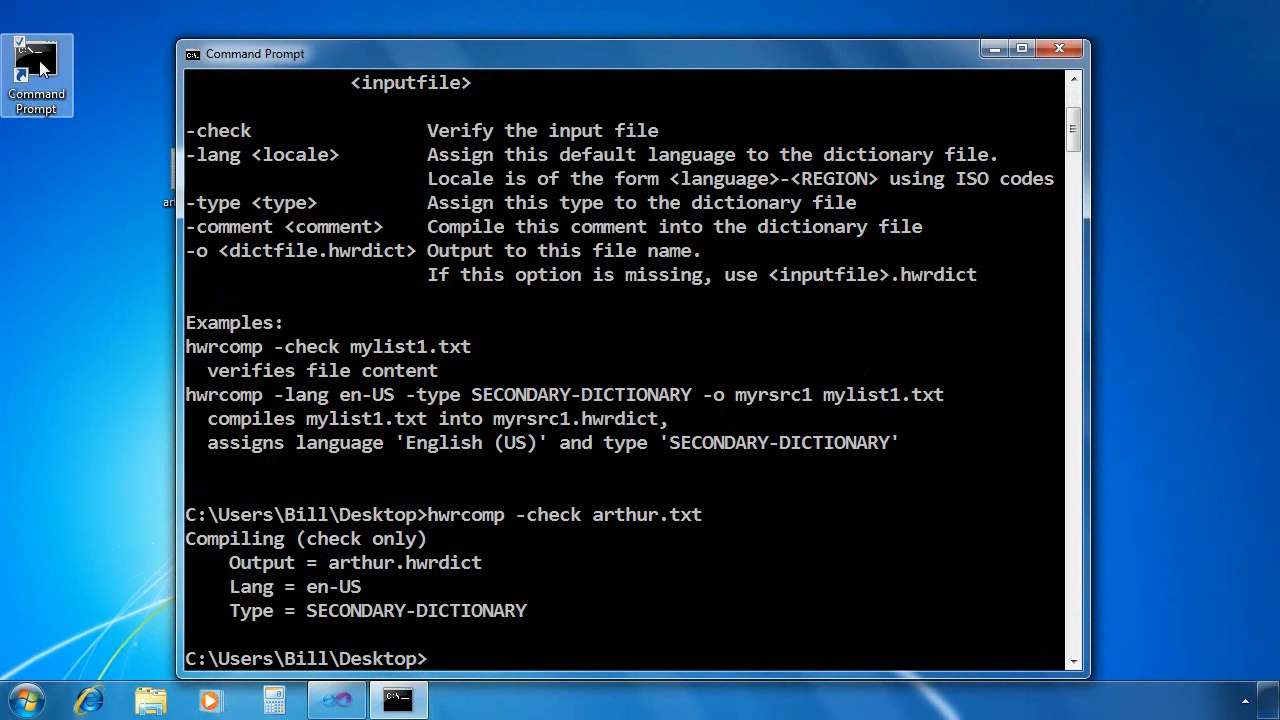 Command Prompt
<inputfile>
-check Verify the input file
-lang <locale> Assign this default language to the dictionary file.
Locale is of the form <language>-<REGION> using ISO codes
-type <type> Assign this type to the dictionary file
-comment <comment> Compile this comment into the dictionary file
-o <dictfile.hwrdict> Output to this file name.
If this option is missing, use <inputfile>.hwrdict
Examples:
hwrcomp -check mylist1.txt
verifies file content
hwrcomp -lang en-US -type SECONDARY-DICTIONARY -o myrsrc1 mylist1.txt
compiles mylist1.txt into myrsrc1.hwrdict,
assigns language 'English (US)' and type 'SECONDARY-DICTIONARY'
C:\Users\Bill\Desktop>hwrcomp -check arthur.txt
Compiling (check only)
Output = arthur.hwrdict
Lang = en-US
Type = SECONDARY-DICTIONARY
C:\Users\Bill\Desktop>
Command
Prompt